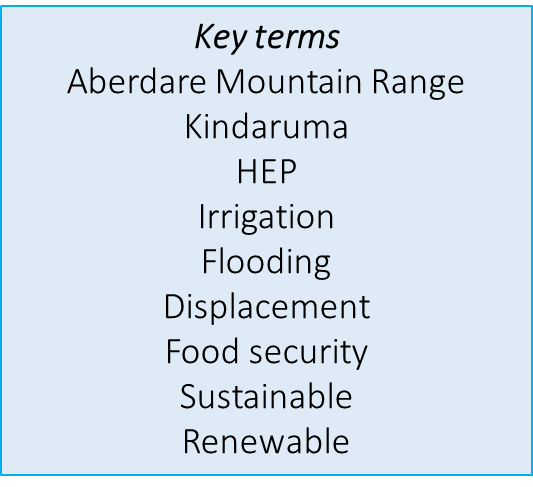 Key terms
Aberdare Mountain Range
Kindaruma
HEP
Irrigation
Flooding
Displacement
Food security
Sustainable
Renewable